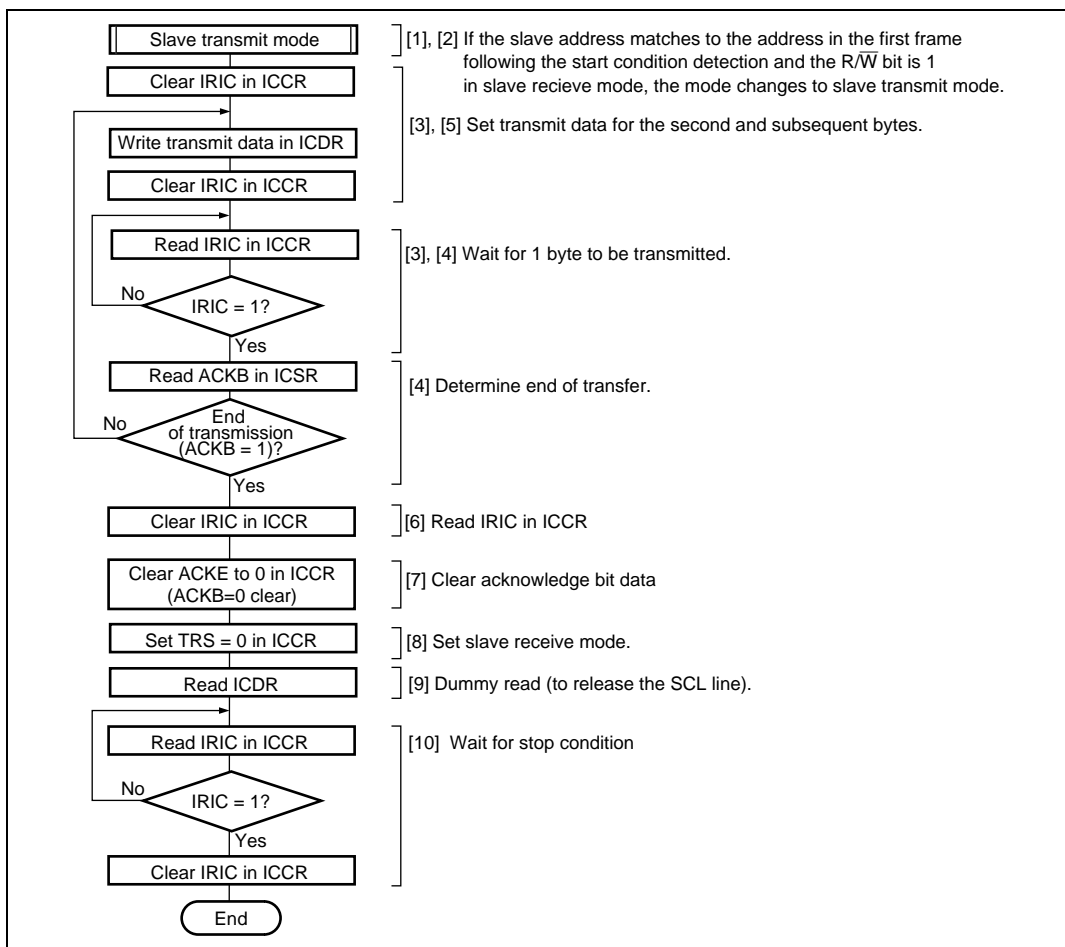 Slave transmit mode
[1], [2] If the slave address matches to the address in the first frame
following the start condition detection and the R/W̅ bit is 1
in slave recieve mode, the mode changes to slave transmit mode.
Clear IRIC in ICCR
[3], [5] Set transmit data for the second and subsequent bytes.
Write transmit data in ICDR
Clear IRIC in ICCR
Read IRIC in ICCR
[3], [4] Wait for 1 byte to be transmitted.
No
IRIC = 1?
Yes
Read ACKB in ICSR
[4] Determine end of transfer.
No
End
of transmission
(ACKB = 1)?
Yes
Clear IRIC in ICCR
[6] Read IRIC in ICCR
Clear ACKE to 0 in ICCR
(ACKB=0 clear)
[7] Clear acknowledge bit data
Set TRS = 0 in ICCR
[8] Set slave receive mode.
Read ICDR
[9] Dummy read (to release the SCL line).
Read IRIC in ICCR
[10] Wait for stop condition
No
IRIC = 1?
Yes
Clear IRIC in ICCR
End